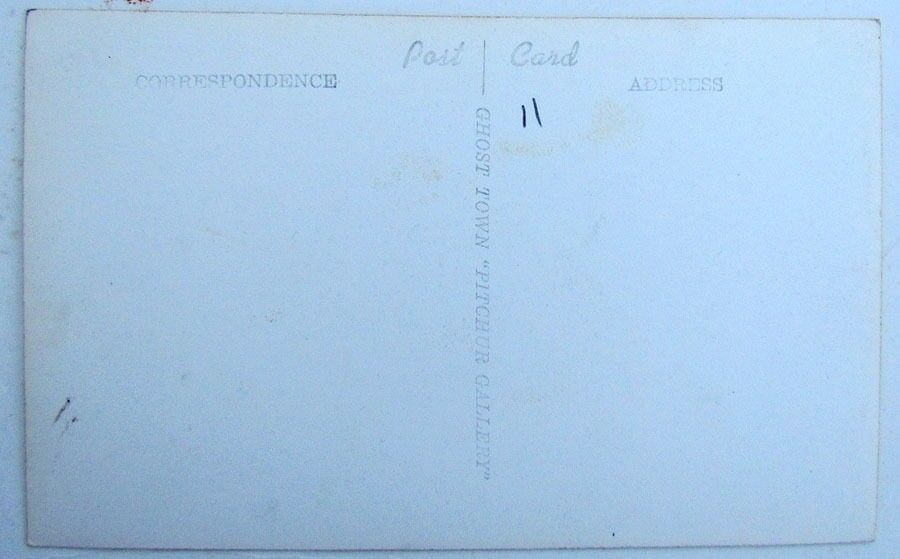 Post Card
CORRESPONDENCE
ADDRESS
11
GHOST TOWN "PITCHUR GALLERY"